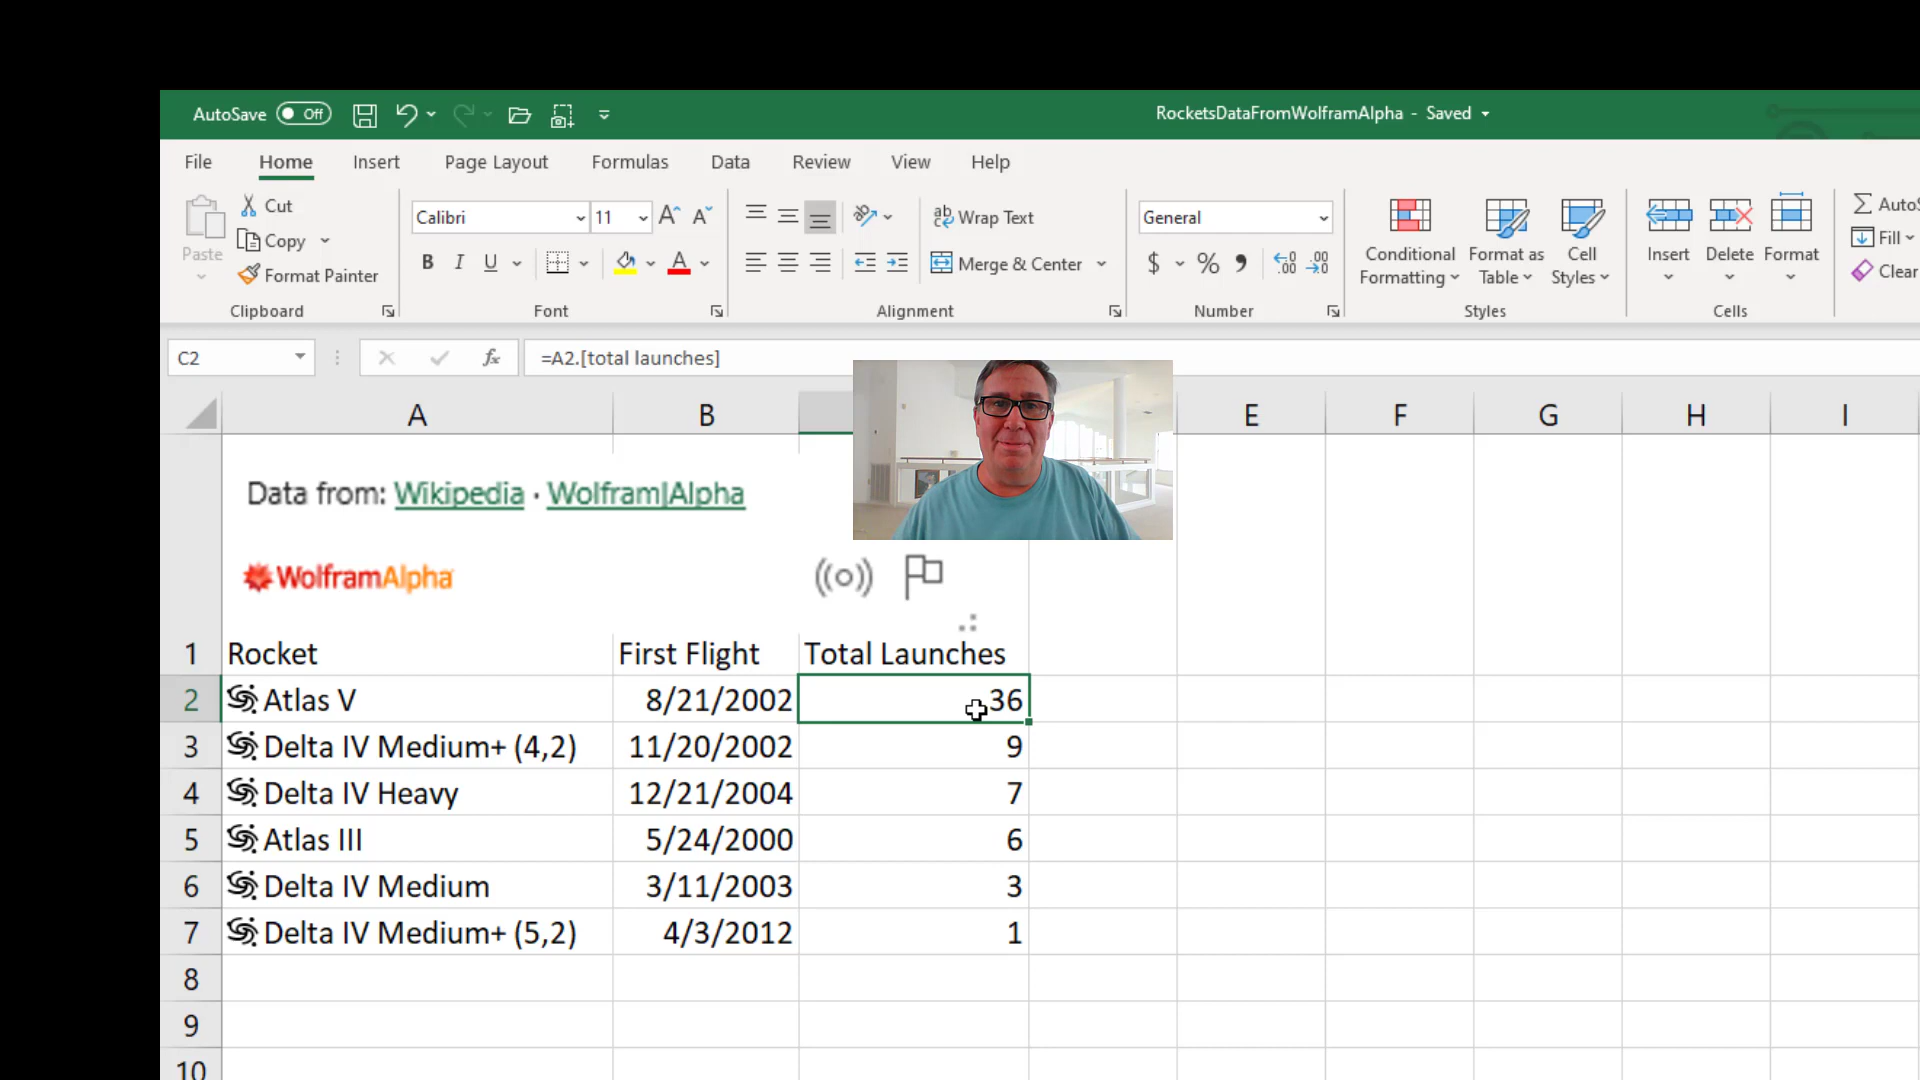 AutoSave Off
RocketsDataFromWolframAlpha - Saved
File Home Insert Page Layout Formulas Data Review View Help
Paste
Cut
Copy
Format Painter
Clipboard
Calibri 11
B I U
Font
Wrap Text
Merge & Center
Alignment
General
$ %
Number
Conditional Formatting
Format as Table
Cell Styles
Styles
Insert Delete Format
Cells
Fill
Clear
C2 fx =A2.[total launches]
A B E F G H I
Data from: Wikipedia · Wolfram|Alpha
WolframAlpha
1 Rocket First Flight Total Launches
2 Atlas V 8/21/2002 36
3 Delta IV Medium+ (4,2) 11/20/2002 9
4 Delta IV Heavy 12/21/2004 7
5 Atlas III 5/24/2000 6
6 Delta IV Medium 3/11/2003 3
7 Delta IV Medium+ (5,2) 4/3/2012 1
8
9
10